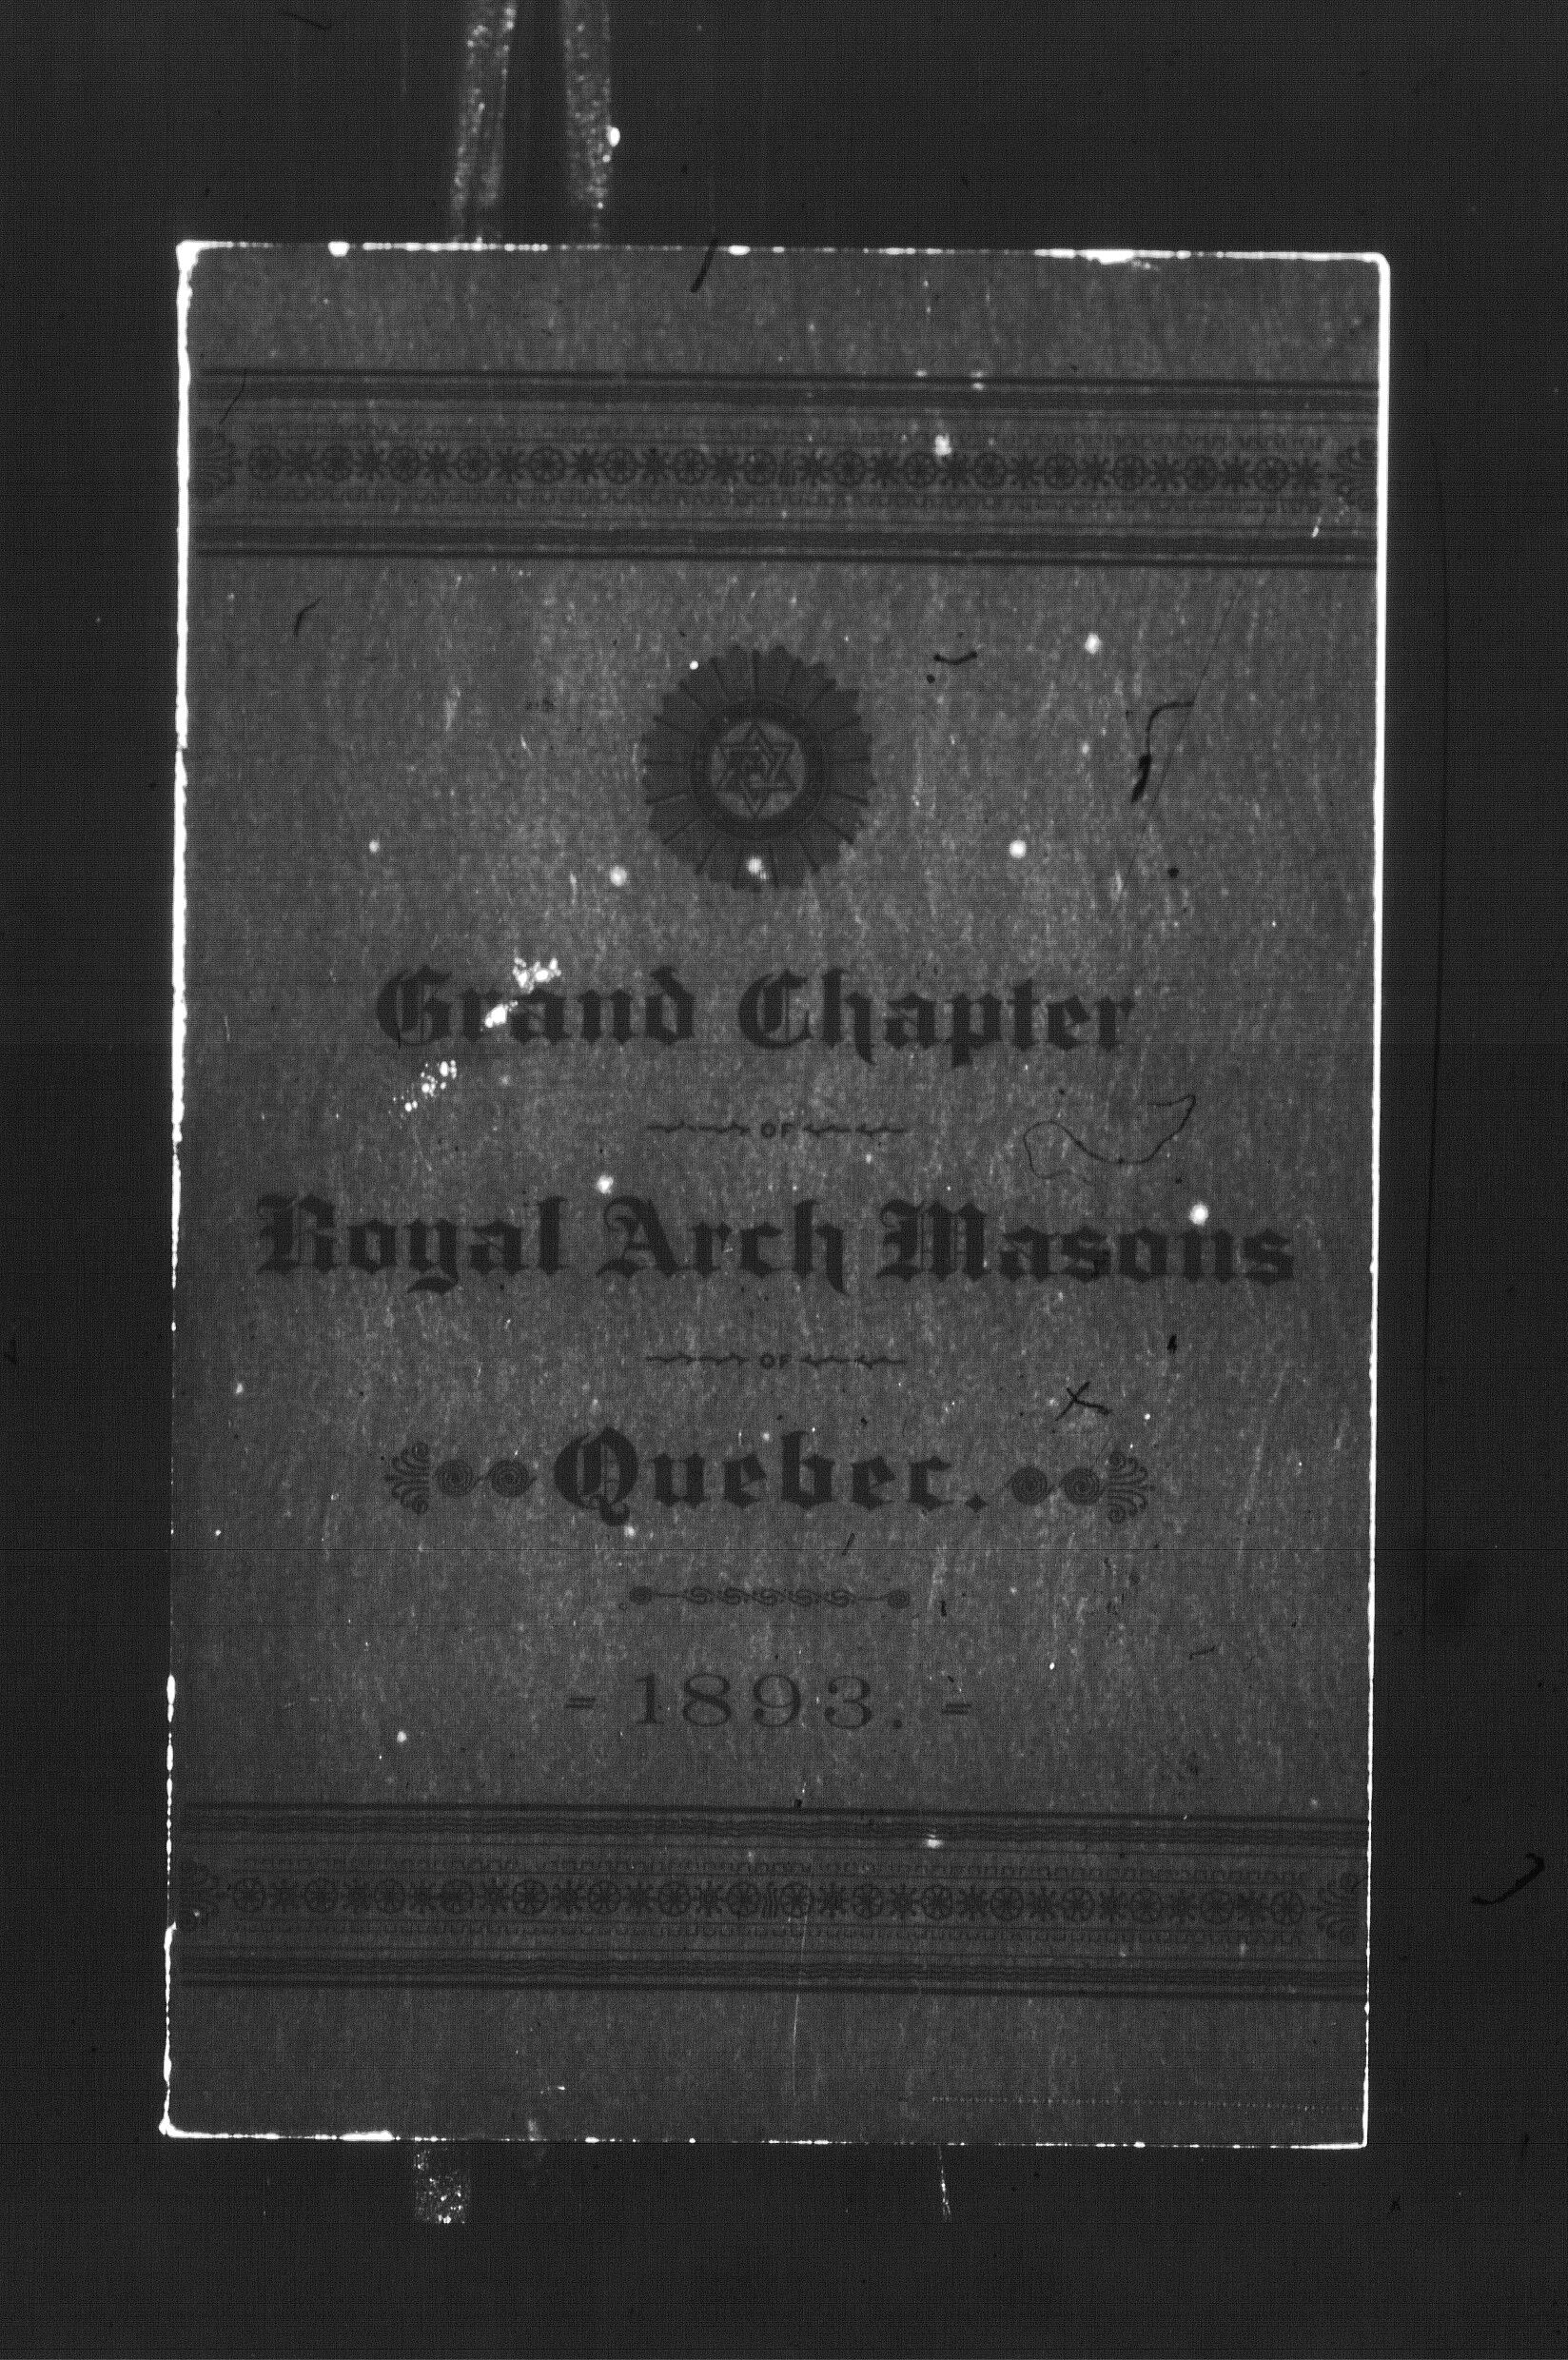 Grand Chapter
OF
Royal Arch Masons
OF
Quebec.
- 1893. -